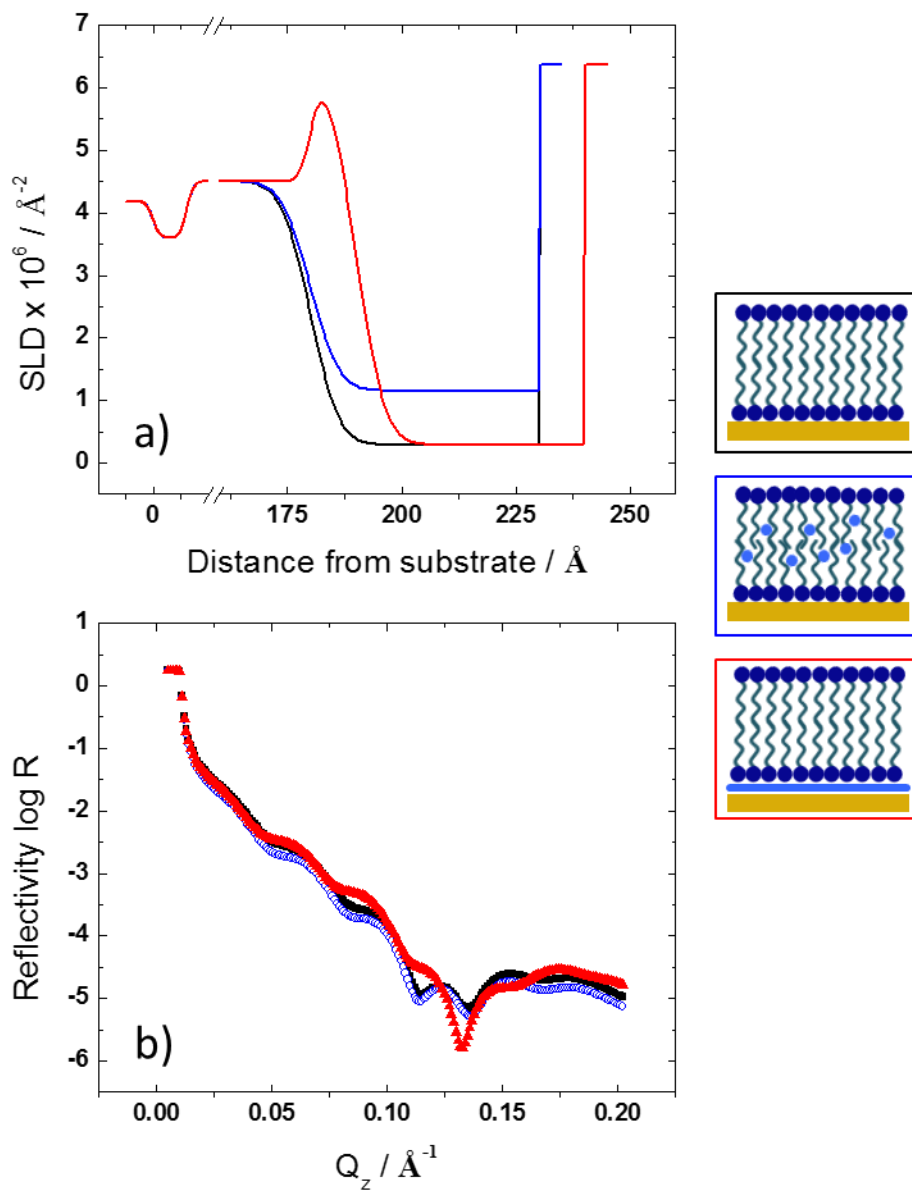 7
6
5
4
3
2
1
0
SLD x 10⁶ / Å⁻²
a)
0 175 200 225 250
Distance from substrate / Å
1
0
-1
-2
-3
-4
-5
-6
Reflectivity log R
b)
0.00 0.05 0.10 0.15 0.20
Q_z / Å⁻¹